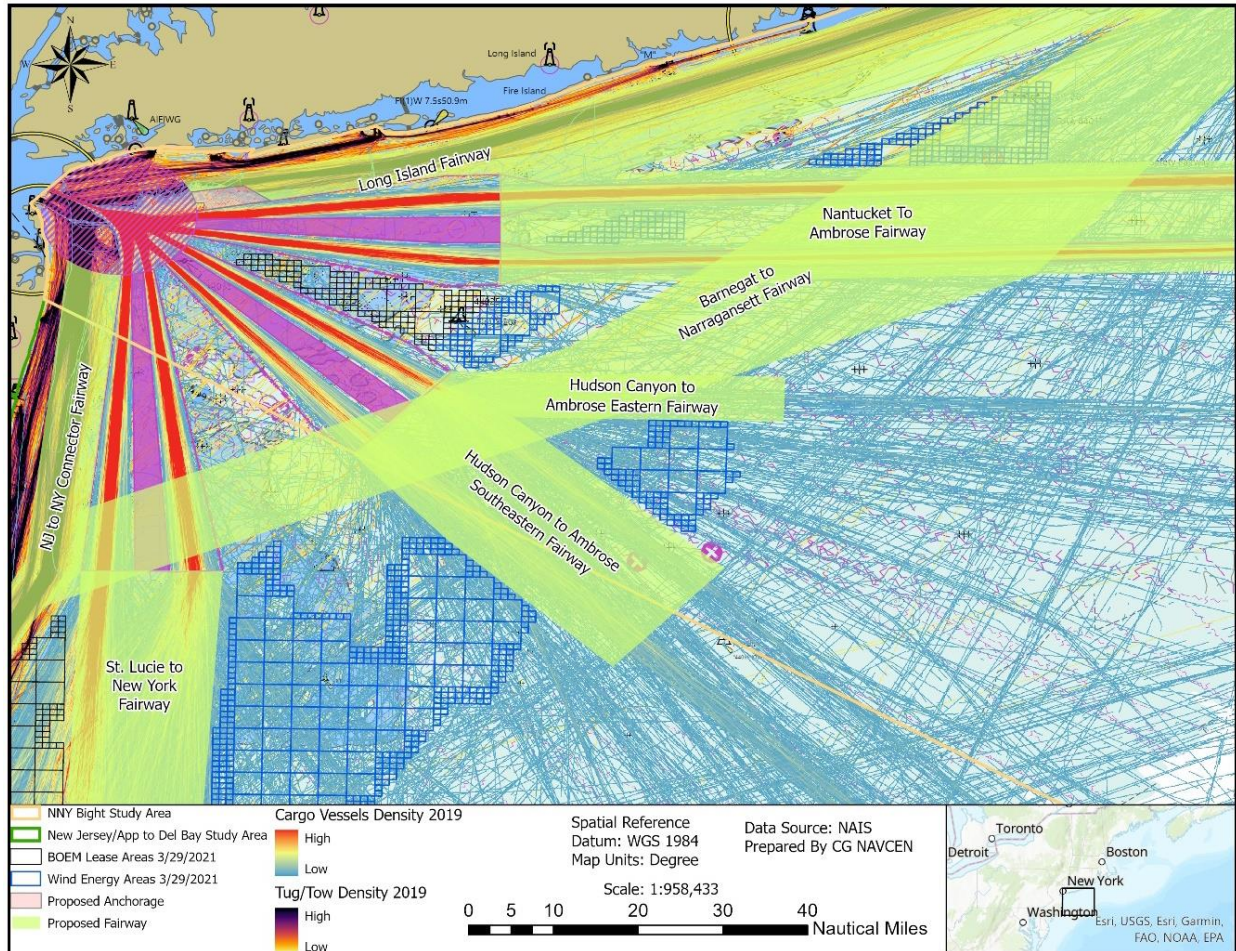 N
W
E
S
Long Island
Fire Island
Fl(1)W 7.5s50.9m
AlFlWG
Long Island Fairway
Nantucket To
Ambrose Fairway
Barnegat to
Narragansett Fairway
Hudson Canyon to
Ambrose Eastern Fairway
Hudson Canyon to Ambrose
Southeastern Fairway
NJ to NY Connector Fairway
St. Lucie to
New York
Fairway
NNY Bight Study Area
New Jersey/App to Del Bay Study Area
BOEM Lease Areas 3/29/2021
Wind Energy Areas 3/29/2021
Proposed Anchorage
Proposed Fairway
Cargo Vessels Density 2019
High
Low
Tug/Tow Density 2019
High
Low
Spatial Reference
Datum: WGS 1984
Map Units: Degree
Scale: 1:958,433
Data Source: NAIS
Prepared By CG NAVCEN
0 5 10 20 30 40
Nautical Miles
Toronto
Detroit
Boston
New York
Washington
Esri, USGS, Esri, Garmin,
FAO, NOAA, EPA